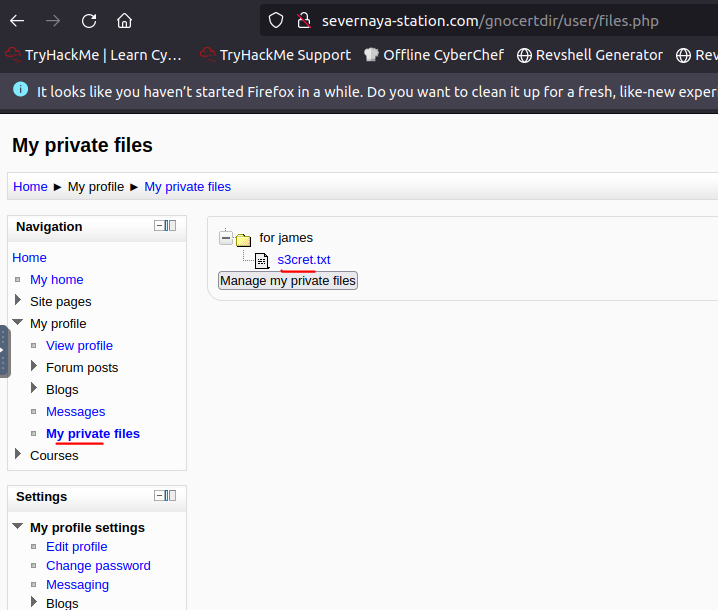 severnaya-station.com/gnocertdir/user/files.php
TryHackMe | Learn Cy… TryHackMe Support Offline CyberChef Revshell Generator Rev
It looks like you haven’t started Firefox in a while. Do you want to clean it up for a fresh, like-new exper
My private files
Home ► My profile ► My private files
Navigation
Home
My home
Site pages
My profile
View profile
Forum posts
Blogs
Messages
My private files
Courses
for james
s3cret.txt
Manage my private files
Settings
My profile settings
Edit profile
Change password
Messaging
Blogs